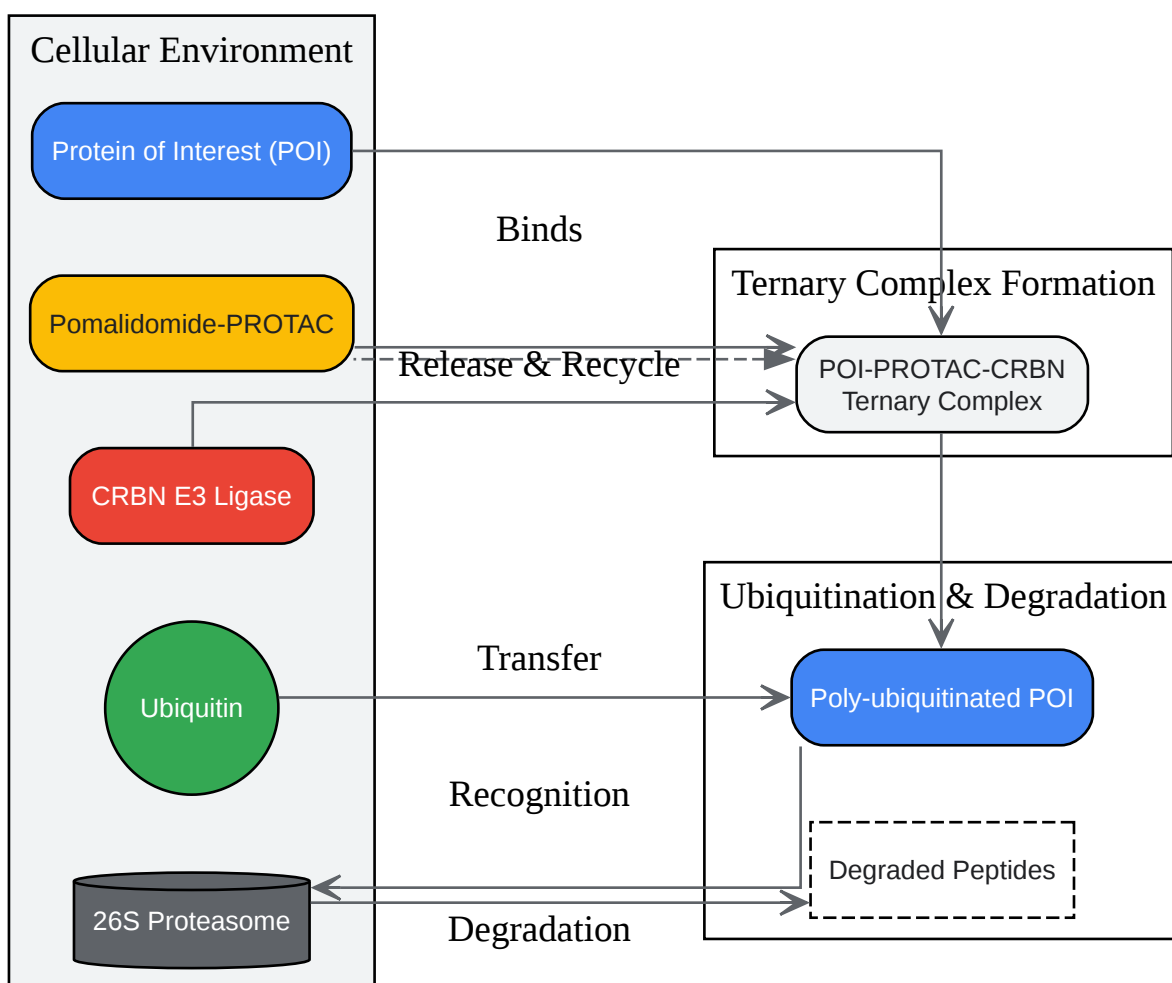 Cellular Environment
Protein of Interest (POI)
Binds
Ternary Complex Formation
Pomalidomide-PROTAC
Release & Recycle
POI-PROTAC-CRBN
Ternary Complex
CRBN E3 Ligase
Ubiquitination & Degradation
Transfer
Ubiquitin
Poly-ubiquitinated POI
Recognition
Degraded Peptides
26S Proteasome
Degradation